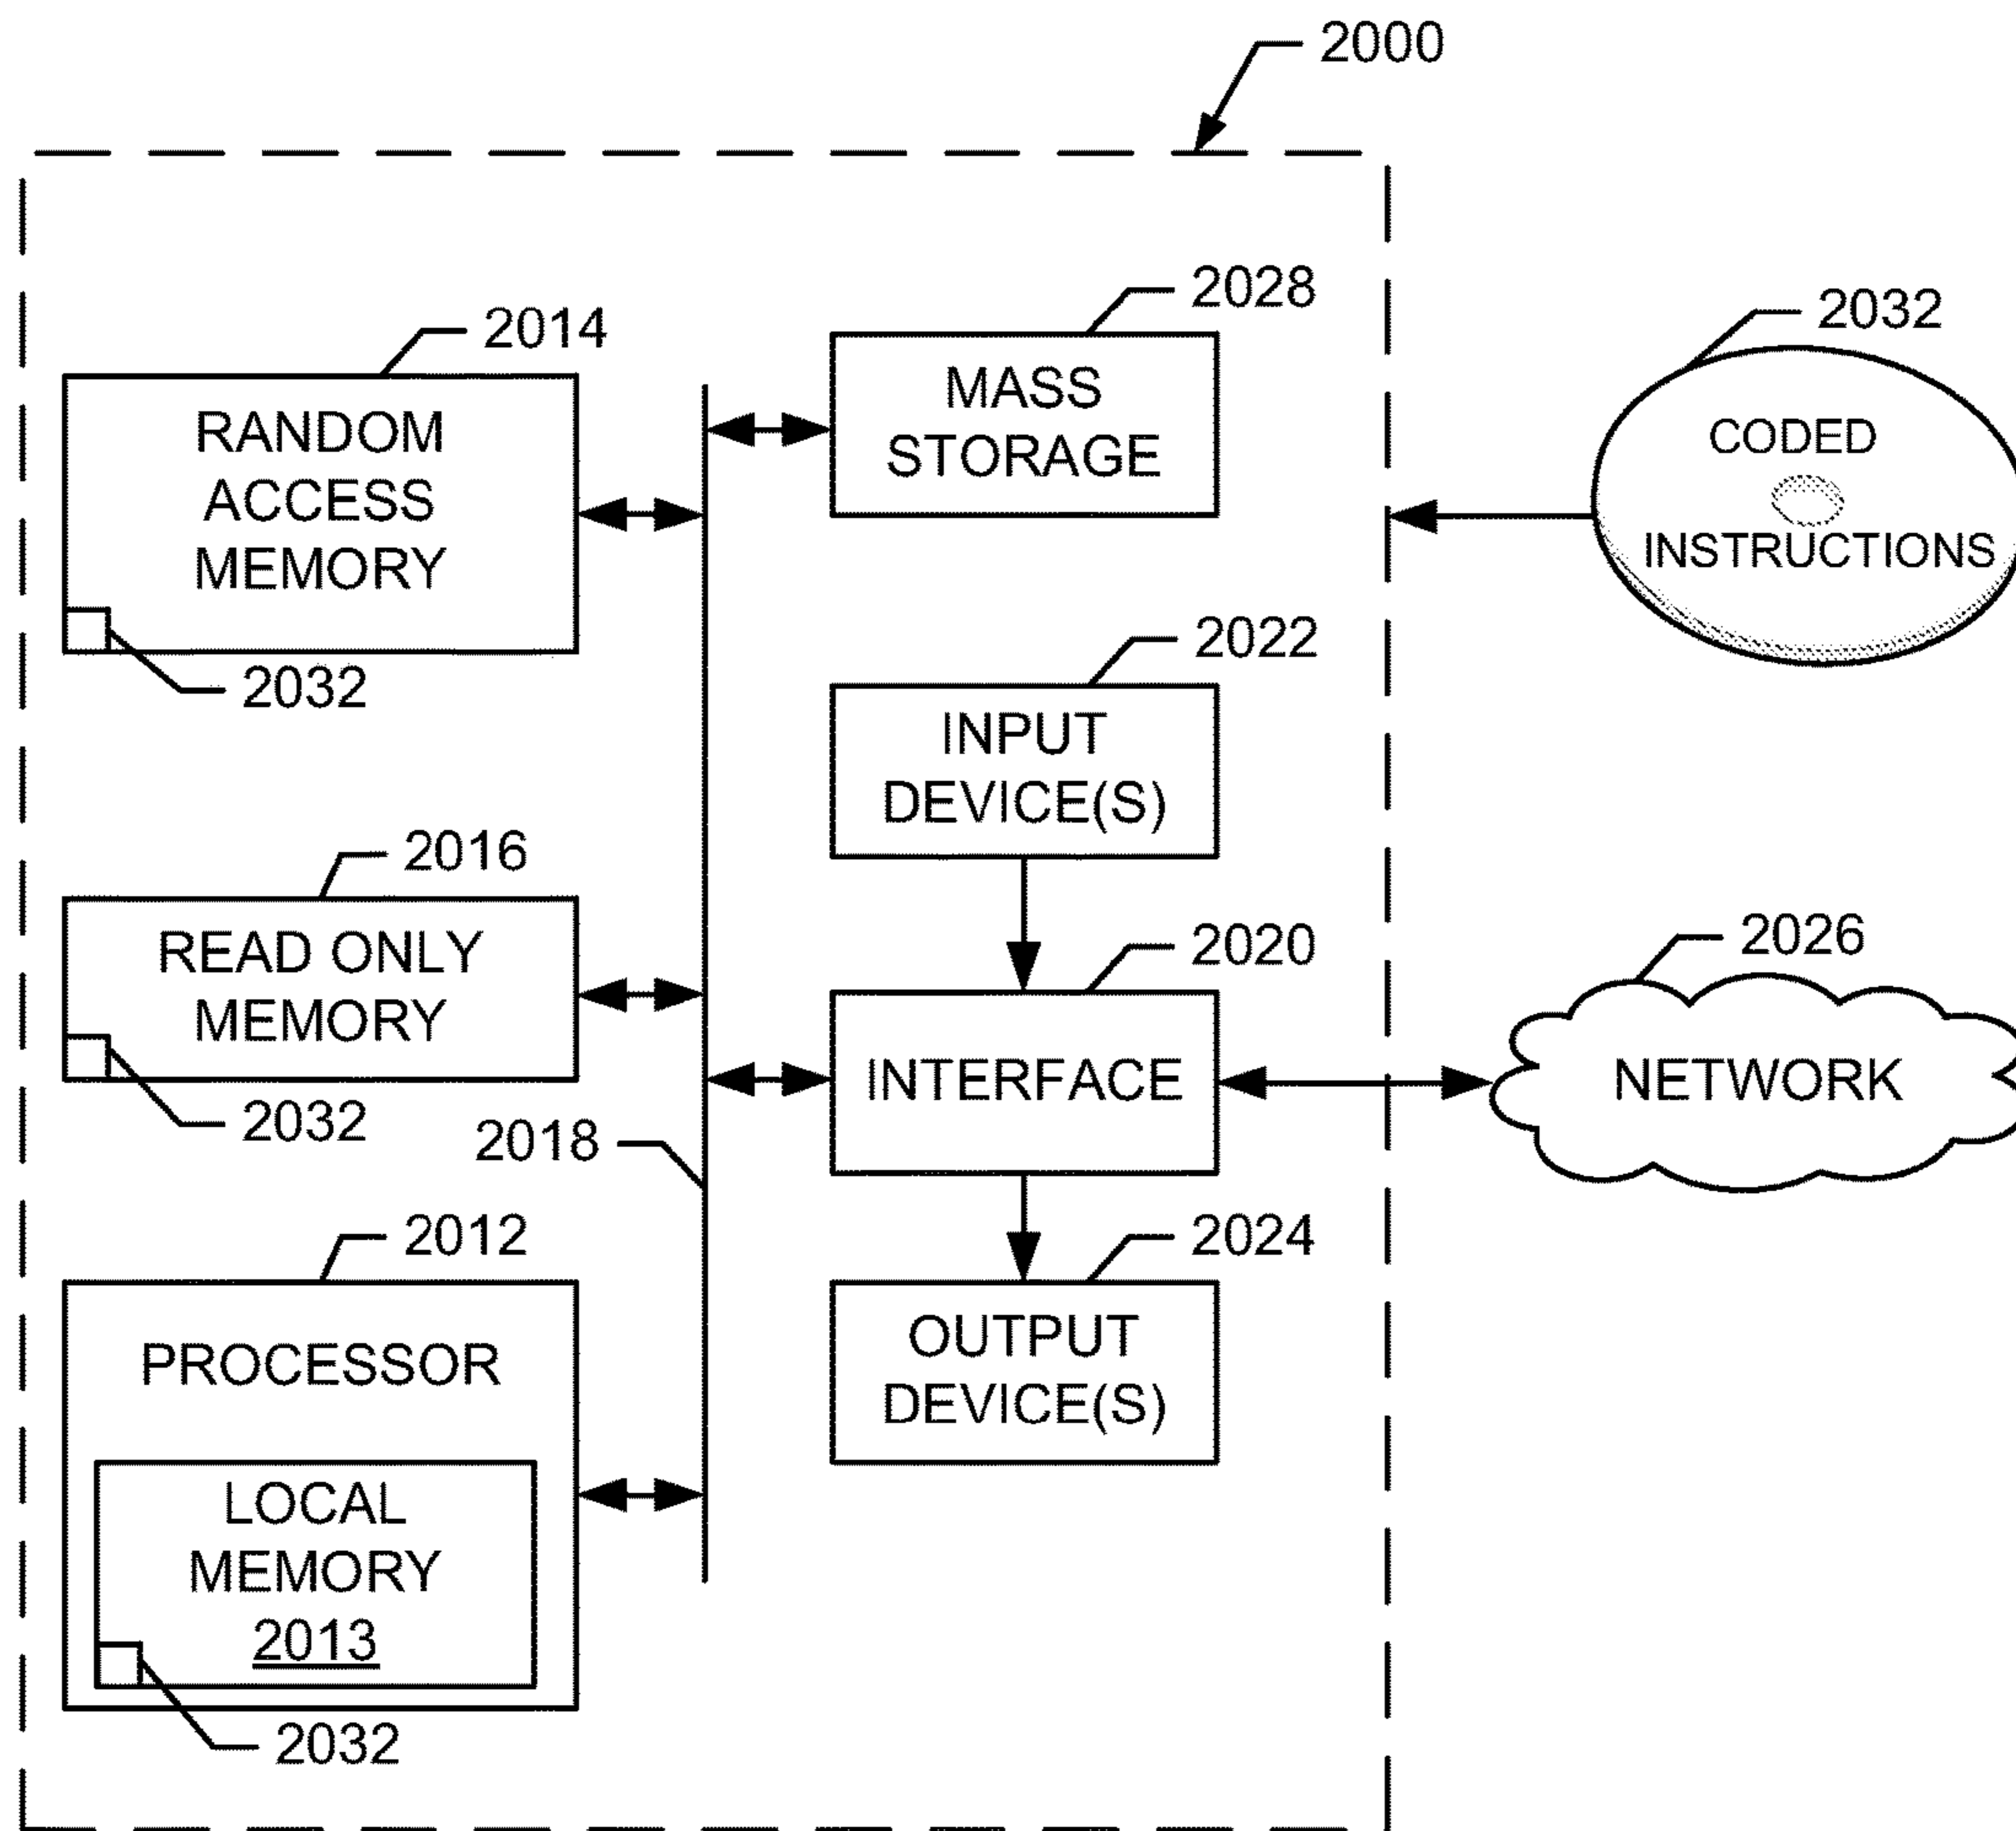 2000
2014
RANDOM
ACCESS
MEMORY
2032
2028
MASS
STORAGE
2032
CODED
INSTRUCTIONS
2022
INPUT
DEVICE(S)
2016
READ ONLY
MEMORY
2032
2018
2020
INTERFACE
2026
NETWORK
2012
PROCESSOR
LOCAL
MEMORY
2013
2032
2024
OUTPUT
DEVICE(S)